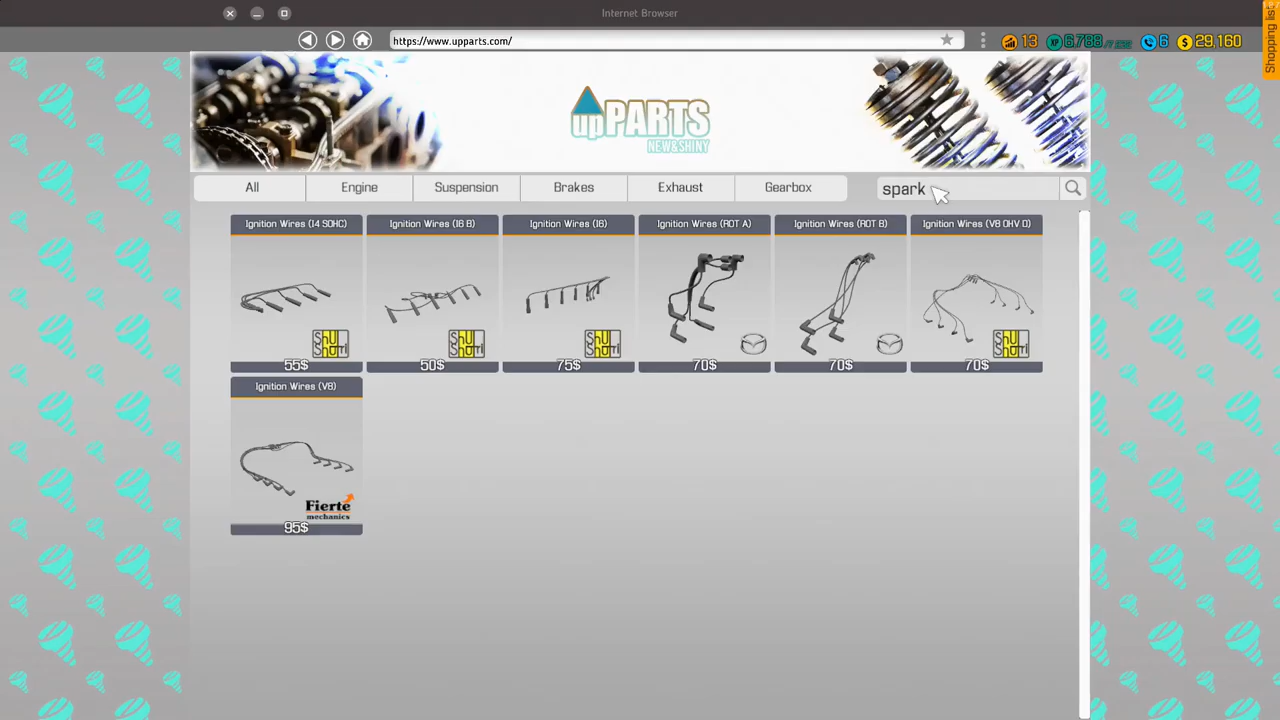 Internet Browser
https://www.upparts.com/
13
6,788
6
$ 29,160
Shopping list
upPARTS
NEW&SHINY
All
Engine
Suspension
Brakes
Exhaust
Gearbox
spark
Ignition Wires (I4 SOHC)
Ignition Wires (I6 B)
Ignition Wires (I6)
Ignition Wires (ROT A)
Ignition Wires (ROT B)
Ignition Wires (V8 OHV D)
55$
50$
75$
70$
70$
70$
Ignition Wires (V8)
Fierte
mechanics
95$